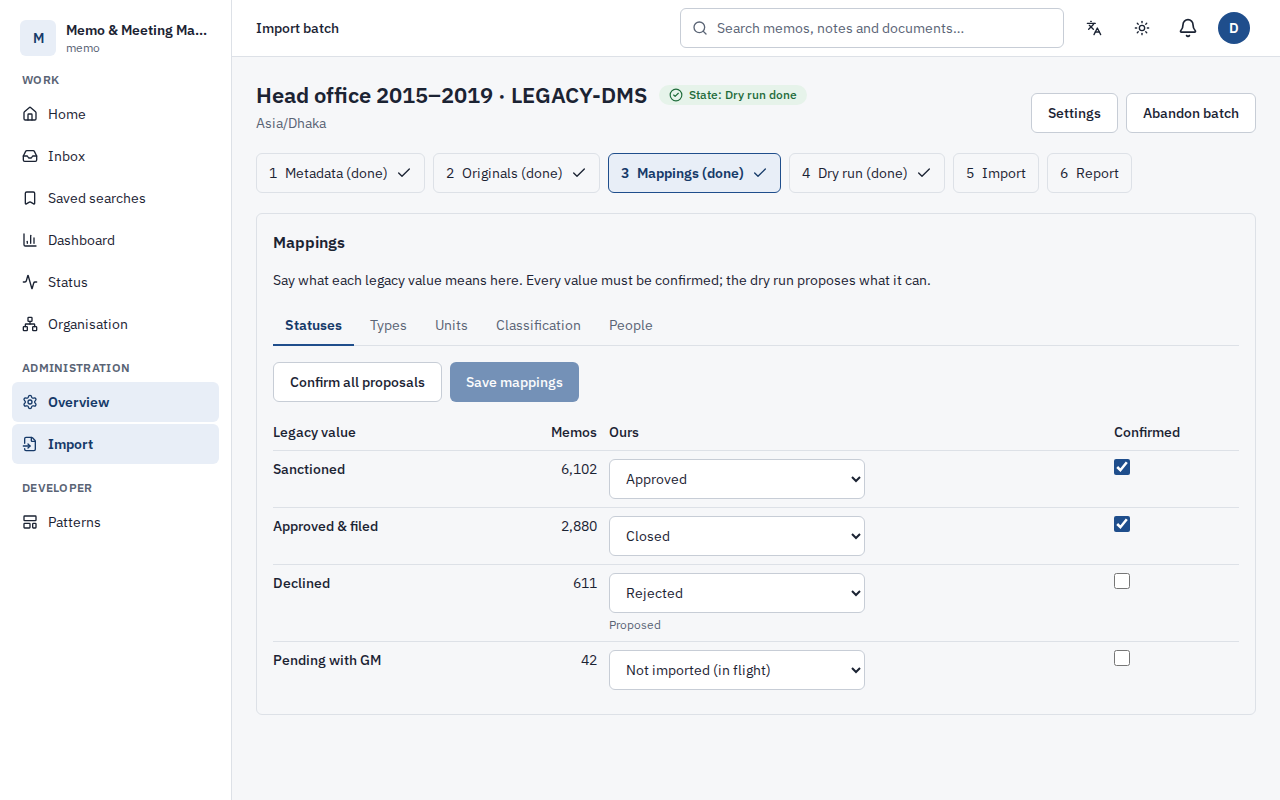 M
Memo & Meeting Ma...
memo
WORK
Home
Inbox
Saved searches
Dashboard
Status
Organisation
ADMINISTRATION
Overview
Import
DEVELOPER
Patterns
Import batch
Search memos, notes and documents...
D
Head office 2015–2019 · LEGACY-DMS
State: Dry run done
Asia/Dhaka
Settings
Abandon batch
1 Metadata (done)
2 Originals (done)
3 Mappings (done)
4 Dry run (done)
5 Import
6 Report
Mappings
Say what each legacy value means here. Every value must be confirmed; the dry run proposes what it can.
Statuses Types Units Classification People
Confirm all proposals
Save mappings
Legacy value Memos Ours Confirmed
Sanctioned 6,102 Approved
Approved & filed 2,880 Closed
Declined 611 Rejected
Proposed
Pending with GM 42 Not imported (in flight)